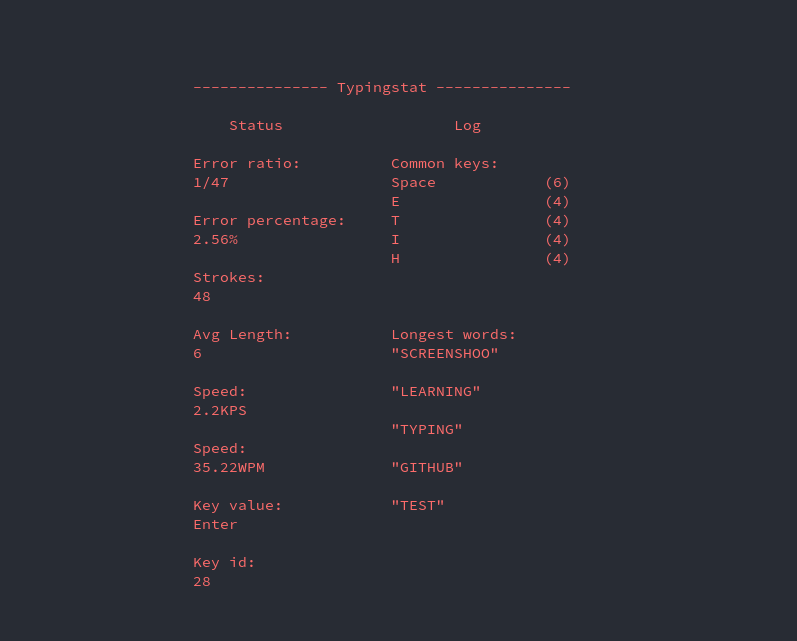 --------------- Typingstat ---------------
Status Log
Error ratio: Common keys:
1/47 Space (6)
E (4)
Error percentage: T (4)
2.56% I (4)
H (4)
Strokes:
48
Avg Length: Longest words:
6 "SCREENSHOO"
Speed: "LEARNING"
2.2KPS
"TYPING"
Speed:
35.22WPM "GITHUB"
Key value: "TEST"
Enter
Key id:
28